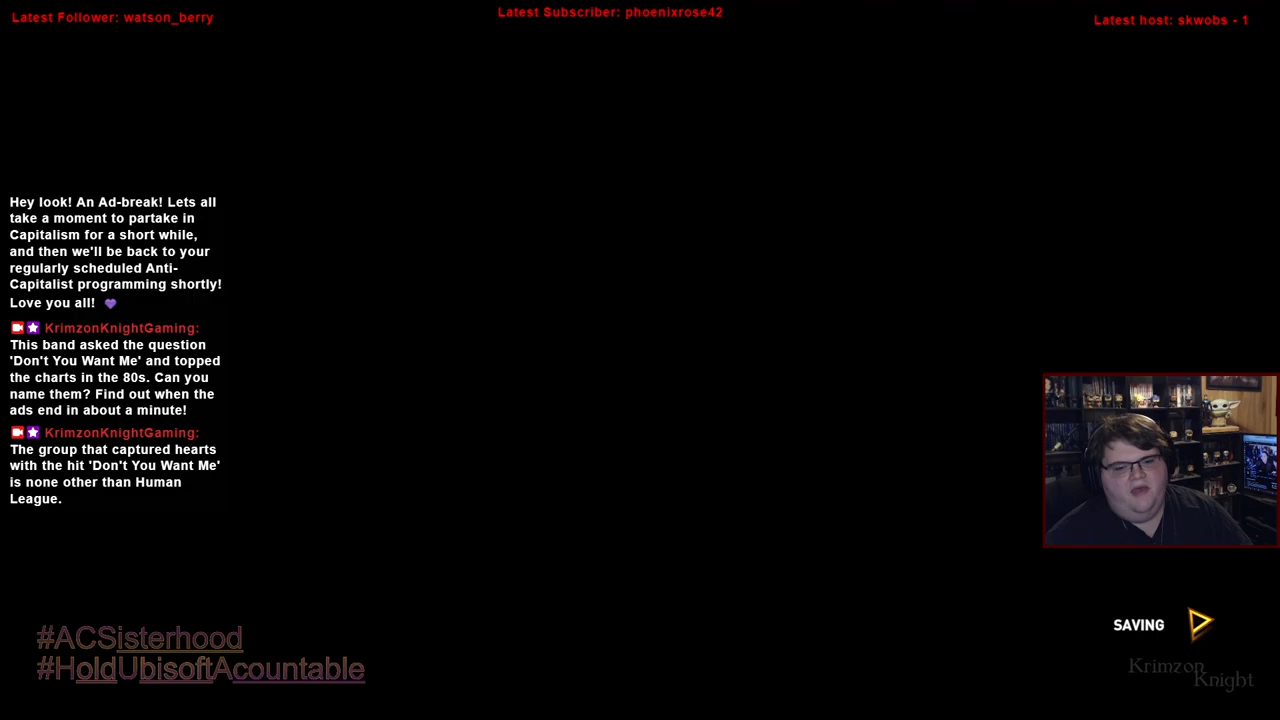 Latest Follower: watson_berry
Latest Subscriber: phoenixrose42
Latest host: skwobs - 1
Hey look! An Ad-break! Lets all
take a moment to partake in
Capitalism for a short while,
and then we'll be back to your
regularly scheduled Anti-
Capitalist programming shortly!
Love you all!
KrimzonKnightGaming:
This band asked the question
'Don't You Want Me' and topped
the charts in the 80s. Can you
name them? Find out when the
ads end in about a minute!
KrimzonKnightGaming:
The group that captured hearts
with the hit 'Don't You Want Me'
is none other than Human
League.
#ACSisterhood
#HoldUbisoftAcountable
SAVING
Krimzon
Knight